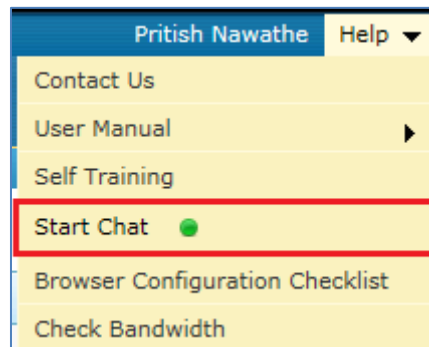 Pritish Nawathe Help
Contact Us
User Manual
Self Training
Start Chat
Browser Configuration Checklist
Check Bandwidth